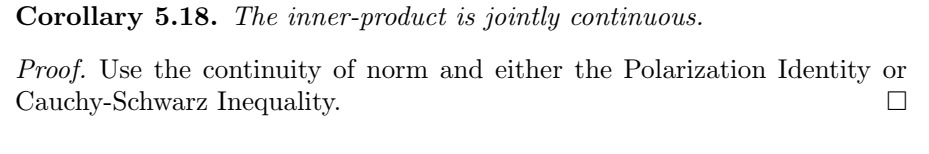 Corollary 5.18. The inner-product is jointly continuous.
Proof. Use the continuity of norm and either the Polarization Identity or
Cauchy-Schwarz Inequality. □